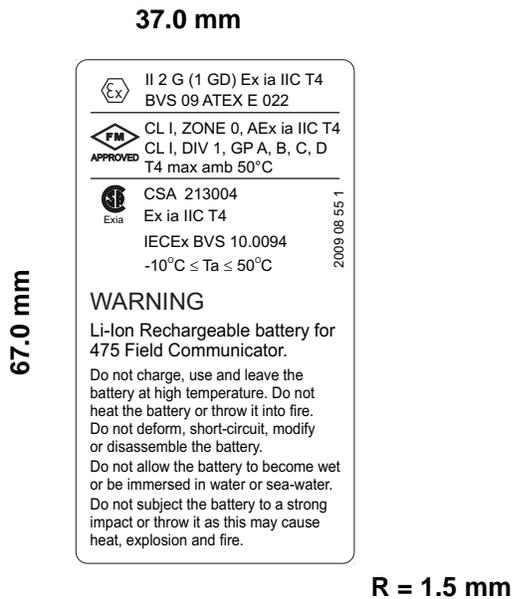 37.0 mm
Ex
II 2 G (1 GD) Ex ia IIC T4
BVS 09 ATEX E 022
FM
APPROVED
CL I, ZONE 0, AEx ia IIC T4
CL I, DIV 1, GP A, B, C, D
T4 max amb 50°C
Exia
CSA 213004
Ex ia IIC T4
IECEx BVS 10.0094
-10°C ≤ Ta ≤ 50°C
2009 08 55 1
67.0 mm
WARNING
Li-Ion Rechargeable battery for
475 Field Communicator.
Do not charge, use and leave the
battery at high temperature. Do not
heat the battery or throw it into fire.
Do not deform, short-circuit, modify
or disassemble the battery.
Do not allow the battery to become wet
or be immersed in water or sea-water.
Do not subject the battery to a strong
impact or throw it as this may cause
heat, explosion and fire.
R = 1.5 mm